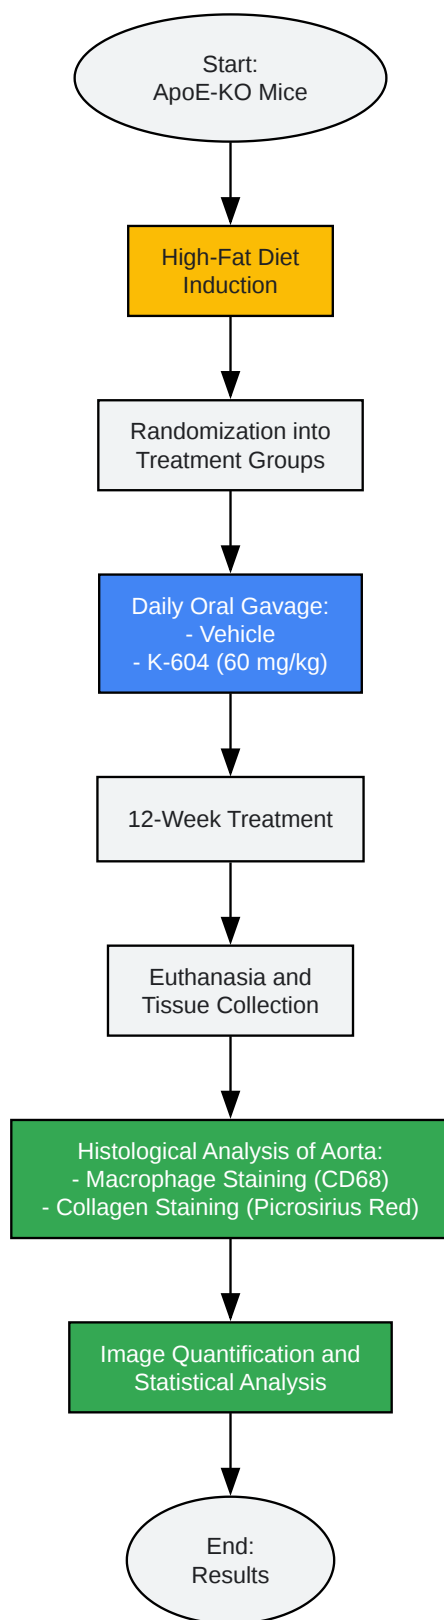 Start:
ApoE-KO Mice
High-Fat Diet
Induction
Randomization into
Treatment Groups
Daily Oral Gavage:
- Vehicle
- K-604 (60 mg/kg)
12-Week Treatment
Euthanasia and
Tissue Collection
Histological Analysis of Aorta:
- Macrophage Staining (CD68)
- Collagen Staining (Picrosirius Red)
Image Quantification and
Statistical Analysis
End:
Results